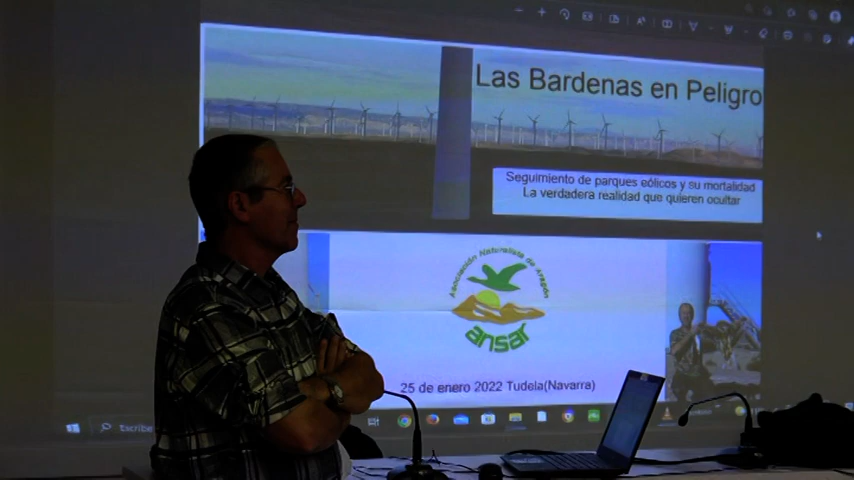 Las Bardenas en Peligro
Seguimiento de parques eólicos y su mortalidad
La verdadera realidad que quieren ocultar
Asociación Naturalista de Aragón
ansar
25 de enero 2022 Tudela(Navarra)
Escribe